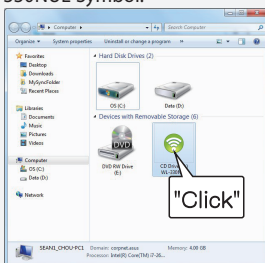 Computer
Search Computer
Organize
System properties
Uninstall or change a program
»
Favorites
Desktop
Downloads
MySyncFolder
Recent Places
Libraries
Documents
Music
Pictures
Videos
Computer
OS (C:)
Data (D:)
Network
Hard Disk Drives (2)
OS (C:)
Data (D:)
Devices with Removable Storage (6)
DVD
DVD RW Drive
(E:)
CD Drive
WL-330N
"Click"
SEAN1_CHOU-PC1
Domain: corpnet.asus
Memory: 4.00 GB
Processor: Intel(R) Core(TM) i7-26...